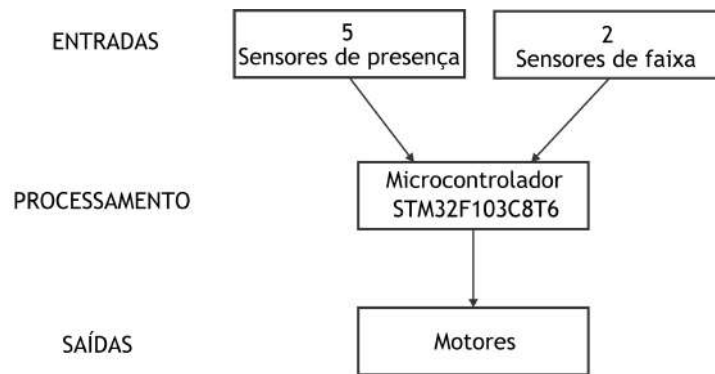 ENTRADAS
5
Sensores de presença
2
Sensores de faixa
PROCESSAMENTO
Microcontrolador
STM32F103C8T6
SAÍDAS
Motores